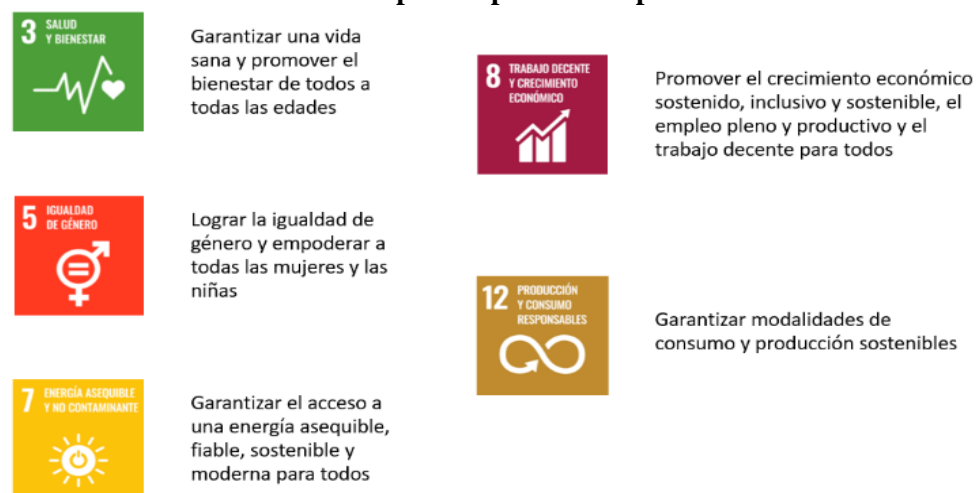 3 SALUD
Y BIENESTAR
Garantizar una vida
sana y promover el
bienestar de todos a
todas las edades
5 IGUALDAD
DE GÉNERO
Lograr la igualdad de
género y empoderar a
todas las mujeres y las
niñas
7 ENERGÍA ASEQUIBLE
Y NO CONTAMINANTE
Garantizar el acceso a
una energía asequible,
fiable, sostenible y
moderna para todos
8 TRABAJO DECENTE
Y CRECIMIENTO
ECONÓMICO
Promover el crecimiento económico
sostenido, inclusivo y sostenible, el
empleo pleno y productivo y el
trabajo decente para todos
12 PRODUCCIÓN
Y CONSUMO
RESPONSABLES
Garantizar modalidades de
consumo y producción sostenibles